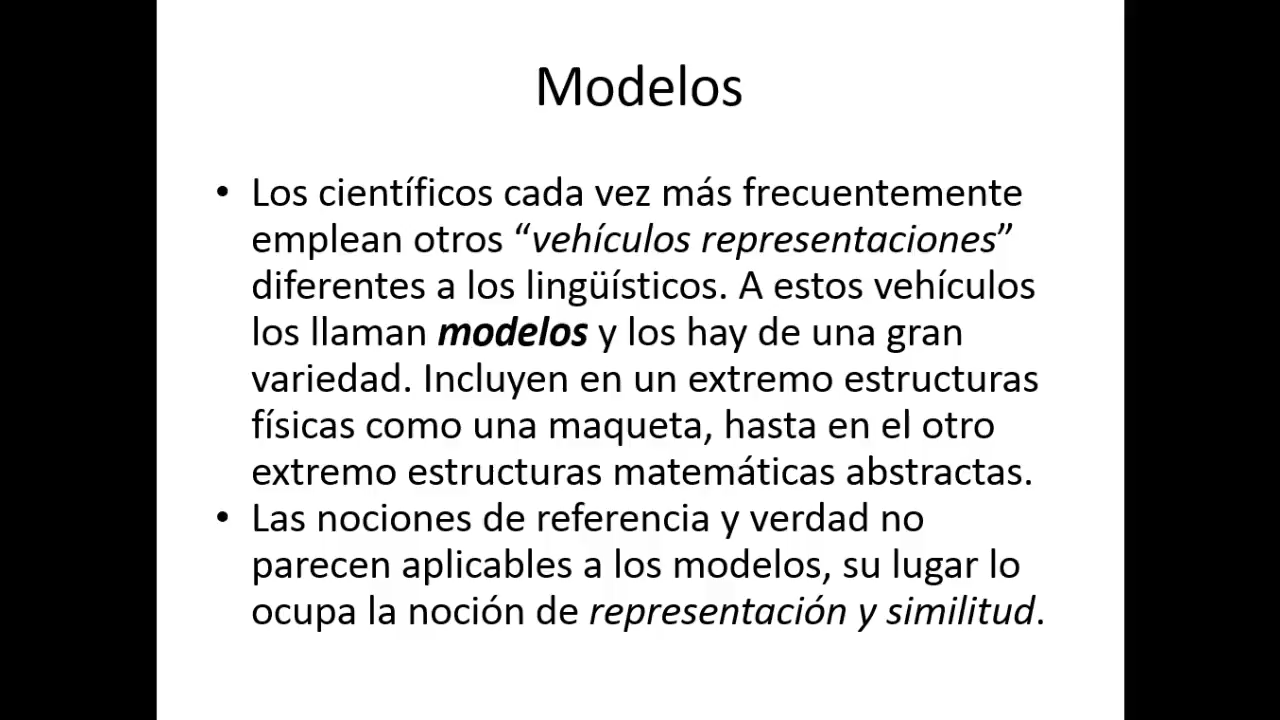 Modelos
• Los científicos cada vez más frecuentemente
emplean otros “vehículos representaciones”
diferentes a los lingüísticos. A estos vehículos
los llaman modelos y los hay de una gran
variedad. Incluyen en un extremo estructuras
físicas como una maqueta, hasta en el otro
extremo estructuras matemáticas abstractas.
• Las nociones de referencia y verdad no
parecen aplicables a los modelos, su lugar lo
ocupa la noción de representación y similitud.